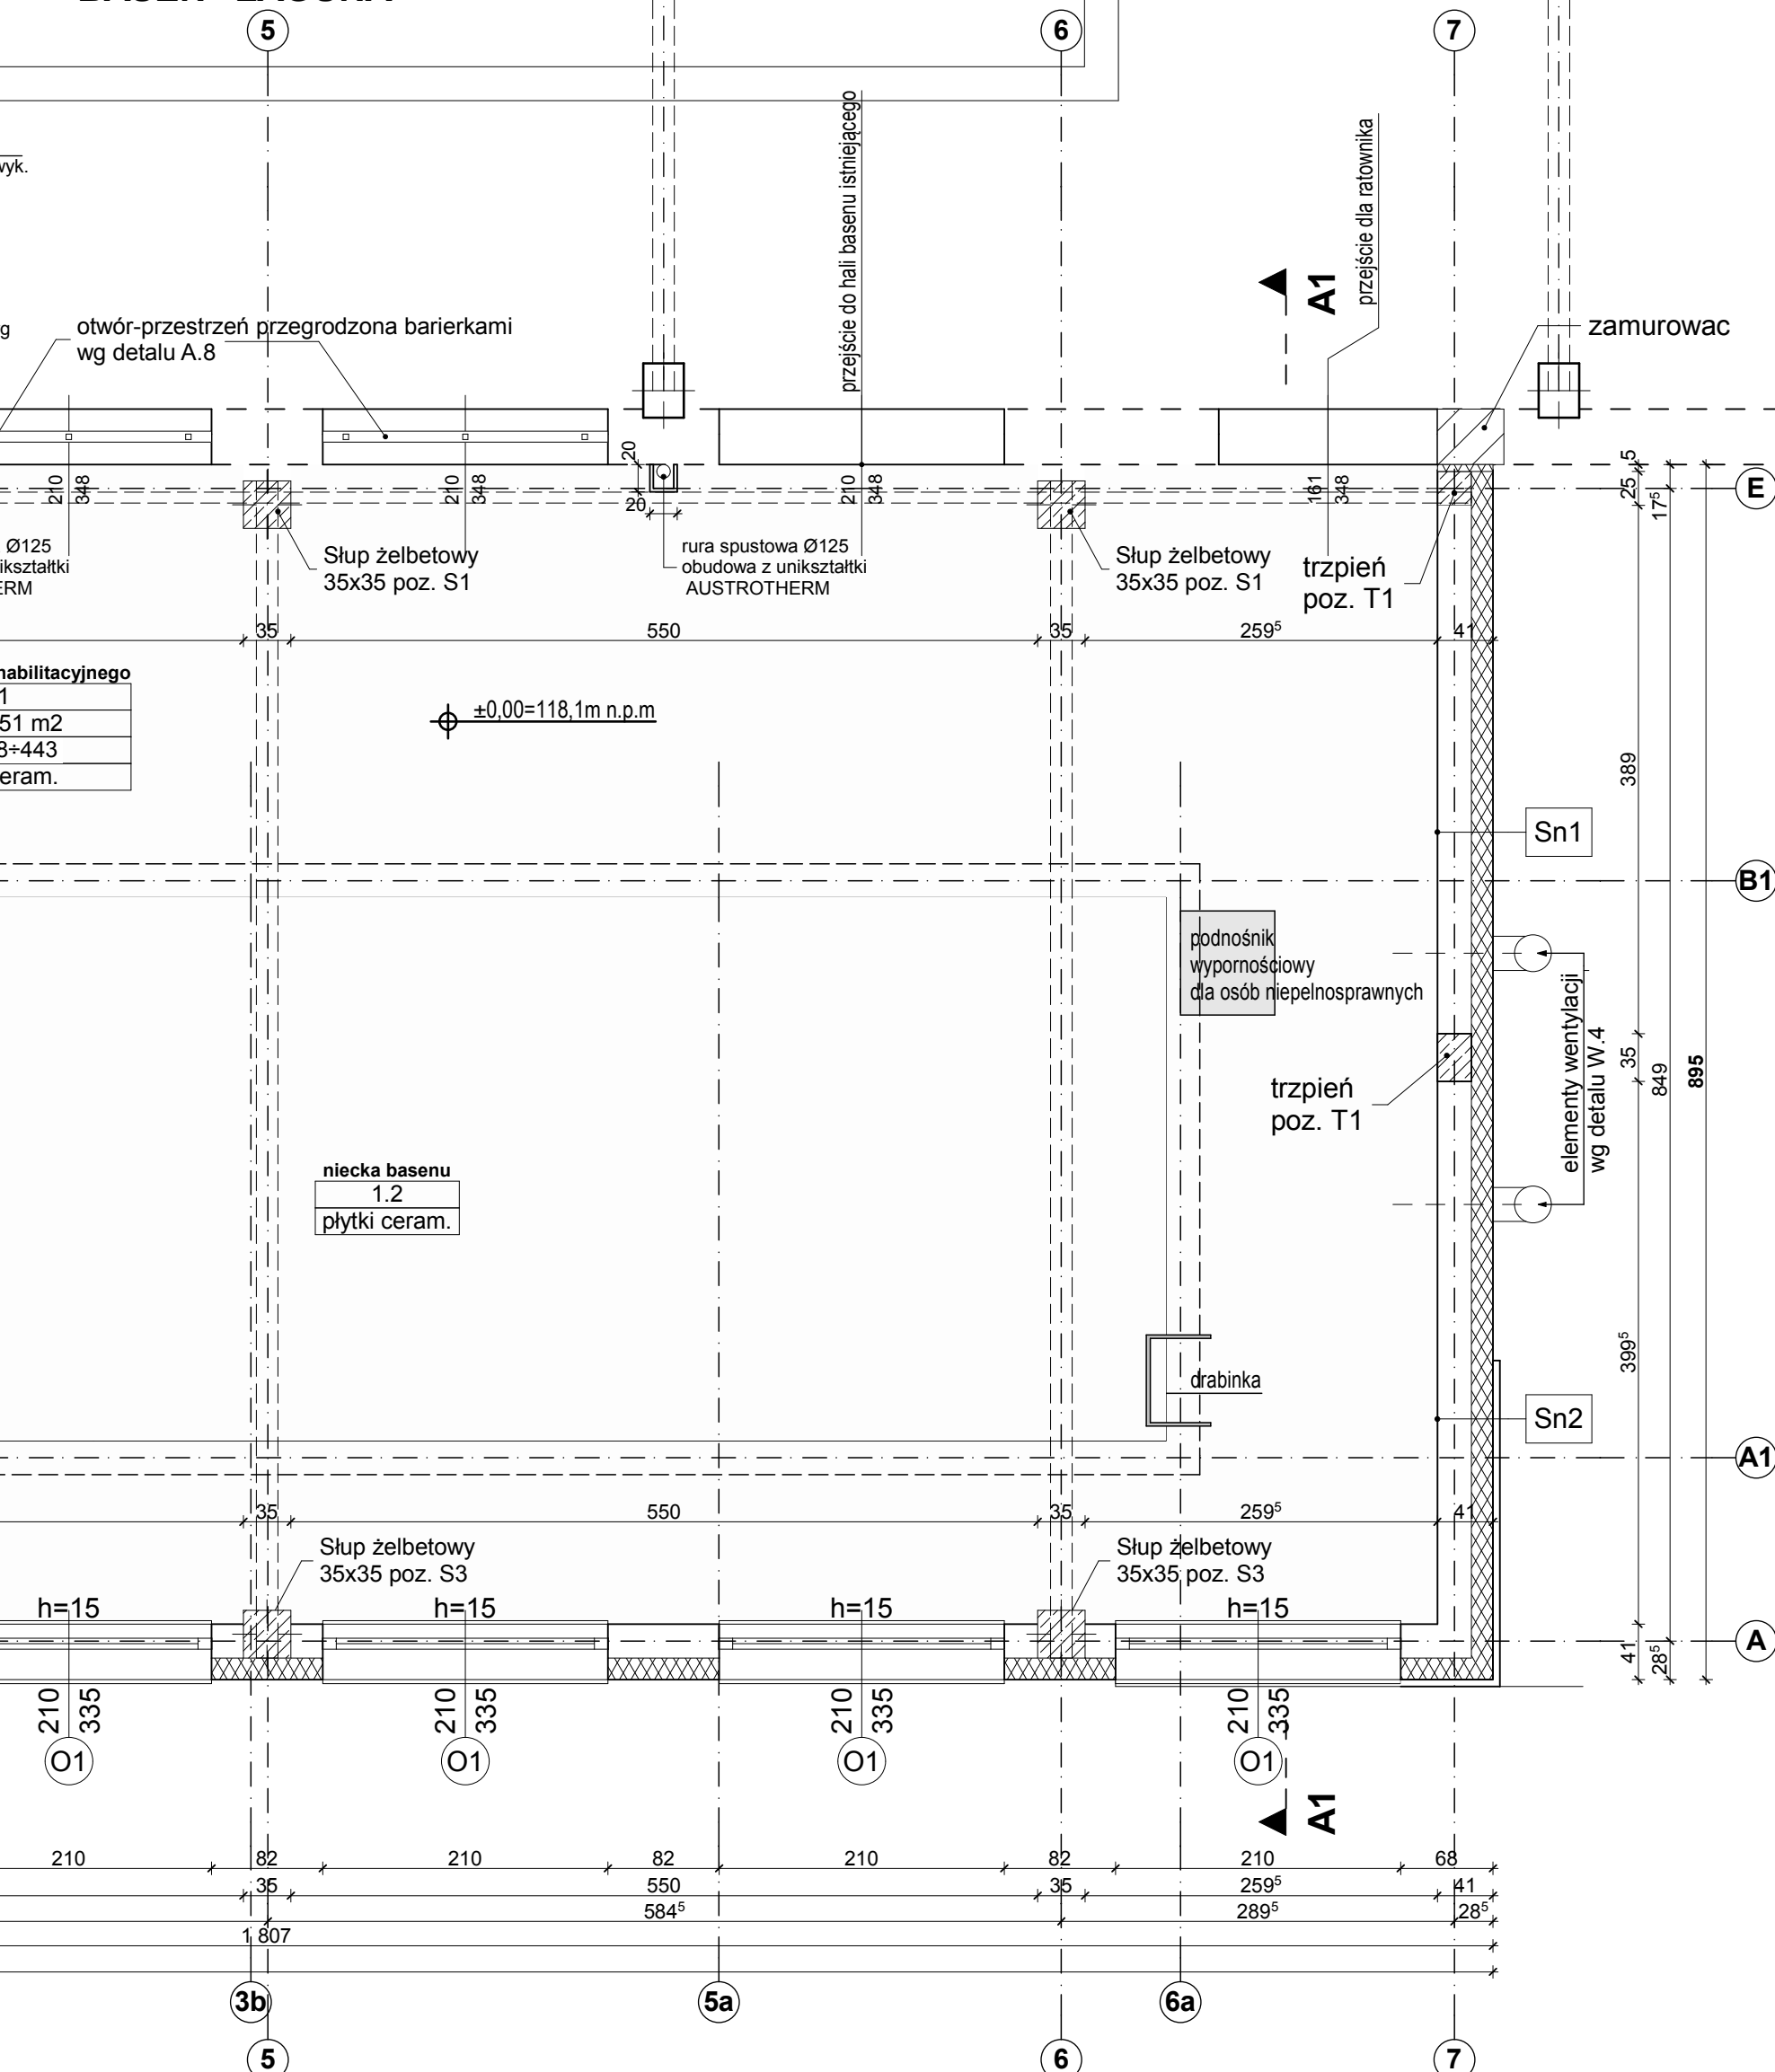 5
6
7
wyk.
przejście do hali basenu istniejącego
przejście dla ratownika
A1
otwór-przestrzeń przegrodzona barierkami
wg detalu A.8
zamurowac
210
348
210
348
20
20
210
348
161
348
5
25
17⁵
E
Ø125
Słup żelbetowy
35x35 poz. S1
rura spustowa Ø125
obudowa z unikształtki
AUSTROTHERM
Słup żelbetowy
35x35 poz. S1
trzpień
poz. T1
35
550
35
259⁵
41
±0,00=118,1m n.p.m
51 m2
÷443
389
Sn1
B1
podnośnik
wypornościowy
dla osób niepelnosprawnych
elementy wentylacji
wg detalu W.4
35
849
895
trzpień
poz. T1
niecka basenu
1.2
płytki ceram.
399⁵
drabinka
Sn2
A1
35
550
35
259⁵
41
Słup żelbetowy
35x35 poz. S3
Słup żelbetowy
35x35 poz. S3
h=15
h=15
h=15
h=15
A
41
28⁵
210
335
210
335
210
335
210
335
O1
O1
O1
O1
A1
210
82
210
82
210
82
210
68
35
550
35
259⁵
41
584⁵
289⁵
28⁵
1 807
3b
5a
6a
5
6
7